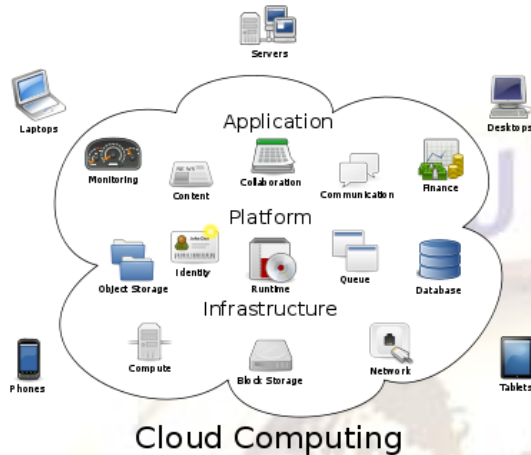 Servers
Laptops
Desktops
Application
Monitoring
Content
Collaboration
Communication
Finance
Platform
Object Storage
Identity
Runtime
Queue
Database
Infrastructure
Phones
Compute
Block Storage
Network
Tablets
Cloud Computing